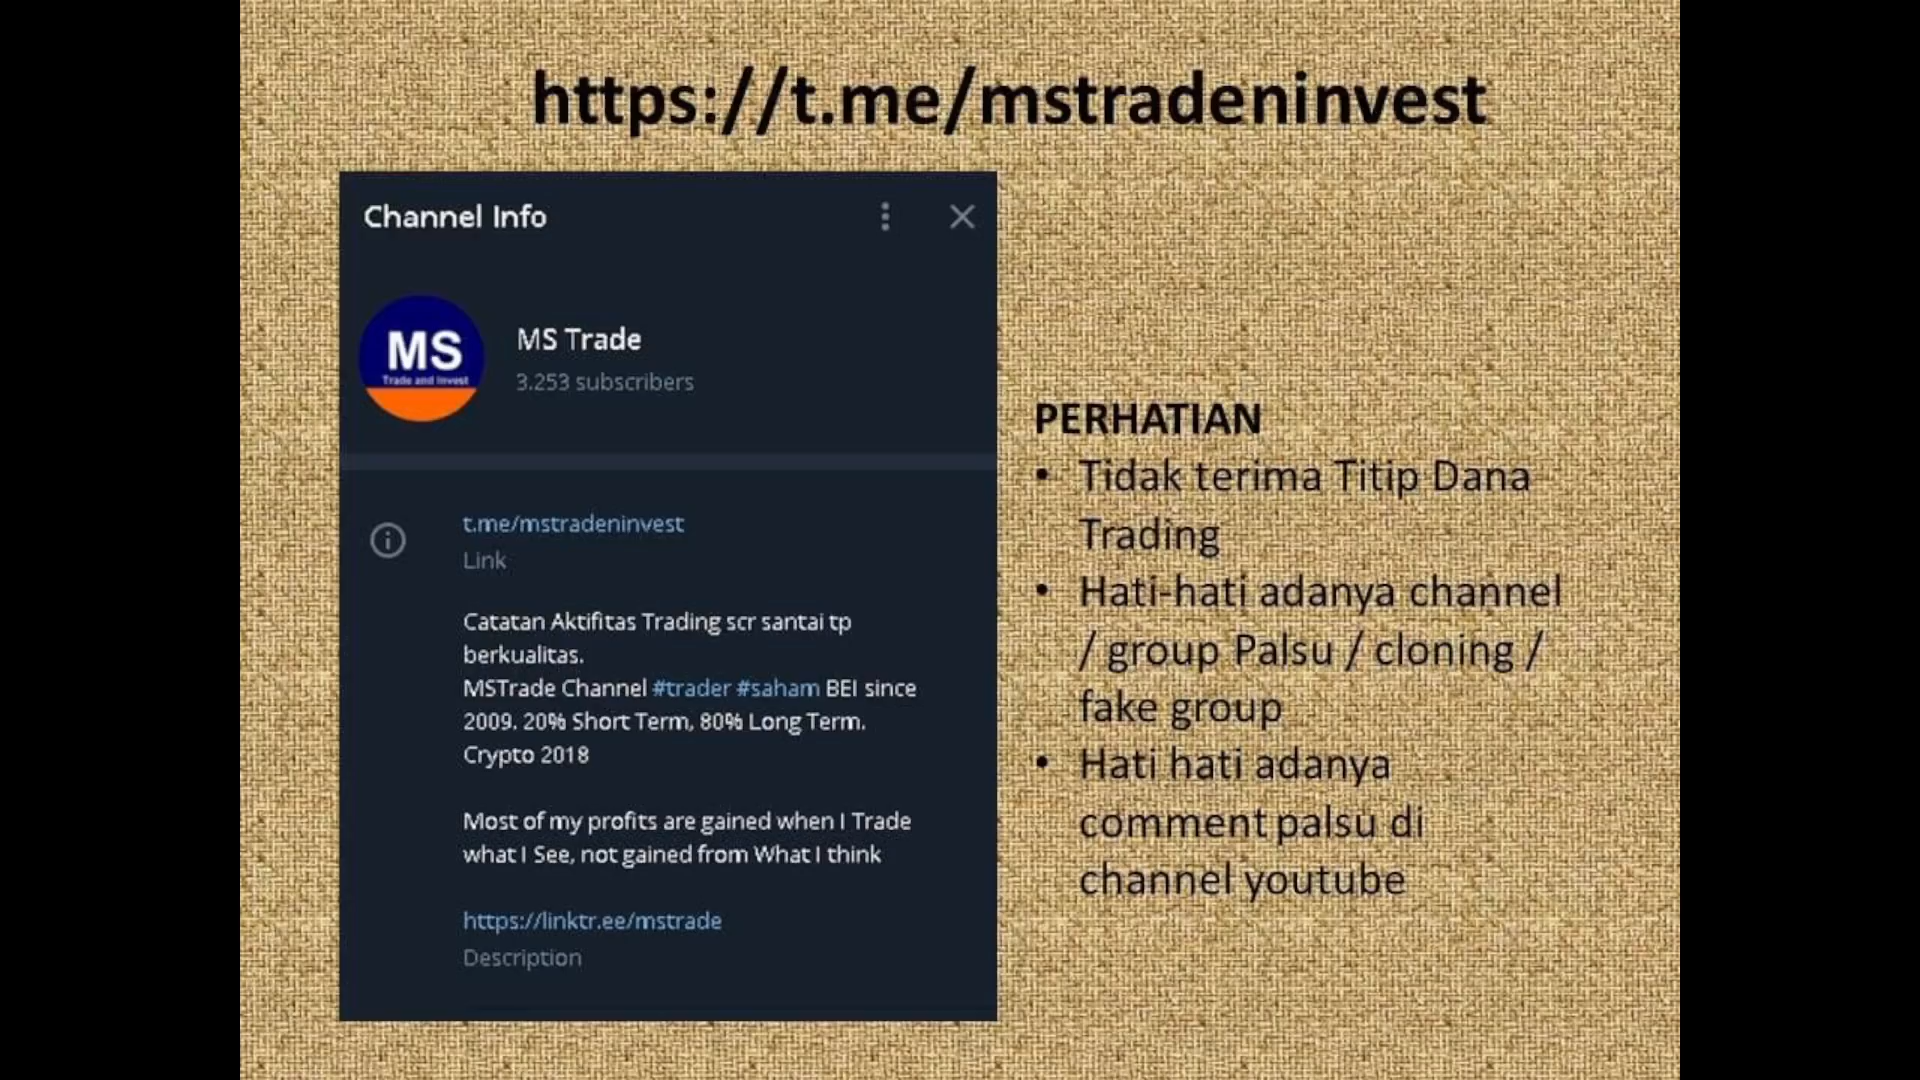 https://t.me/mstradeninvest
Channel Info
MS
Trade and Invest
MS Trade
3.253 subscribers
t.me/mstradeninvest
Link
Catatan Aktifitas Trading scr santai tp
berkualitas.
MSTrade Channel #trader #saham BEI since
2009. 20% Short Term, 80% Long Term.
Crypto 2018
Most of my profits are gained when I Trade
what I See, not gained from What I think
https://linktr.ee/mstrade
Description
PERHATIAN
• Tidak terima Titip Dana
Trading
• Hati-hati adanya channel
/ group Palsu / cloning /
fake group
• Hati hati adanya
comment palsu di
channel youtube